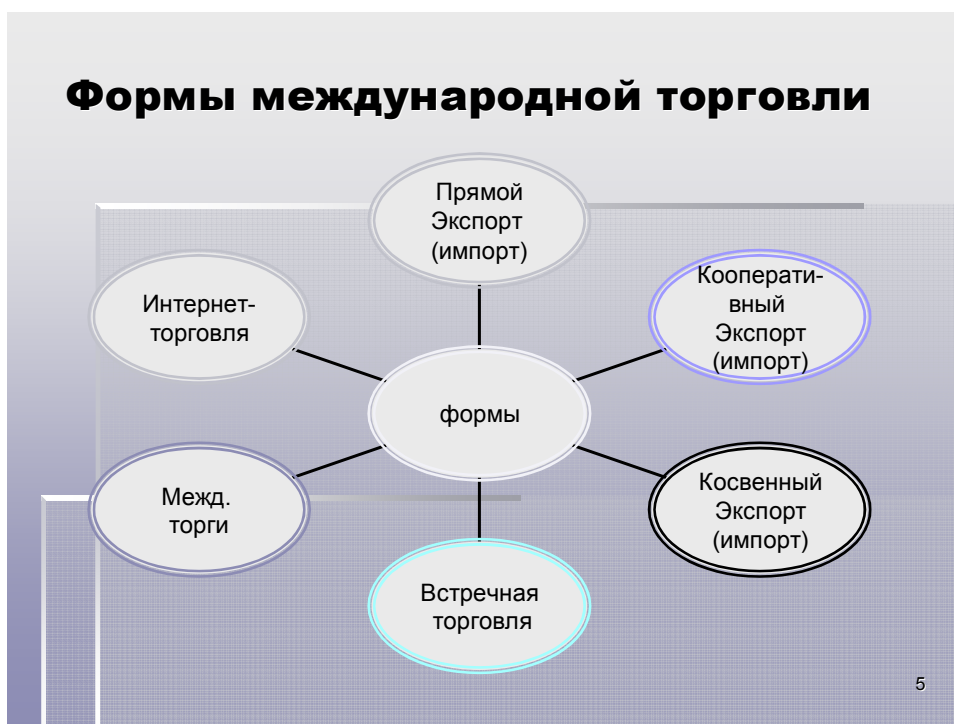 Формы международной торговли
Прямой
Экспорт
(импорт)
Кооперати-
вный
Экспорт
(импорт)
Интернет-
торговля
формы
Межд.
торги
Косвенный
Экспорт
(импорт)
Встречная
торговля
5